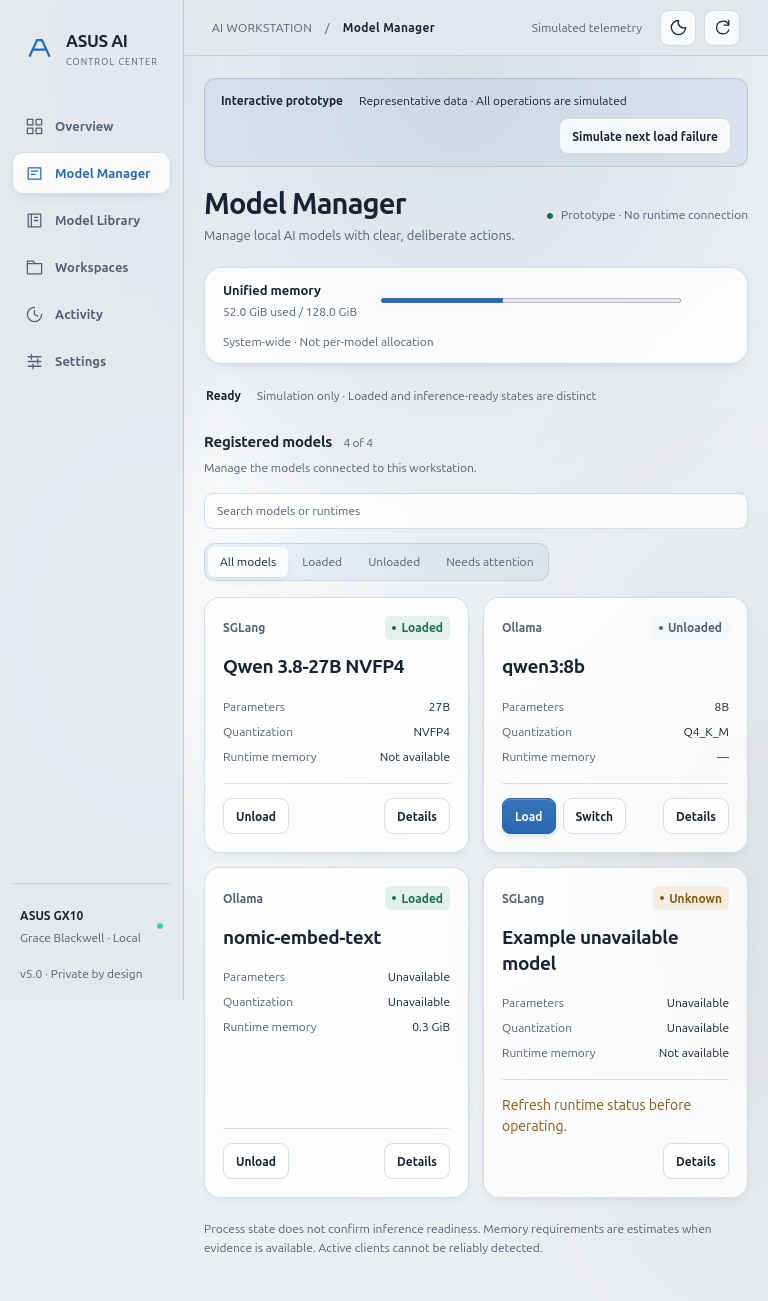 ASUS AI
CONTROL CENTER
Overview
Model Manager
Model Library
Workspaces
Activity
Settings
ASUS GX10
Grace Blackwell · Local
v5.0 · Private by design
AI WORKSTATION / Model Manager
Simulated telemetry
Interactive prototype Representative data · All operations are simulated
Simulate next load failure
Model Manager
Manage local AI models with clear, deliberate actions.
Prototype · No runtime connection
Unified memory
52.0 GiB used / 128.0 GiB
System-wide · Not per-model allocation
Ready Simulation only · Loaded and inference-ready states are distinct
Registered models 4 of 4
Manage the models connected to this workstation.
Search models or runtimes
All models Loaded Unloaded Needs attention
SGLang Loaded
Qwen 3.8-27B NVFP4
Parameters 27B
Quantization NVFP4
Runtime memory Not available
Unload Details
Ollama Unloaded
qwen3:8b
Parameters 8B
Quantization Q4_K_M
Runtime memory —
Load Switch Details
Ollama Loaded
nomic-embed-text
Parameters Unavailable
Quantization Unavailable
Runtime memory 0.3 GiB
Unload Details
SGLang Unknown
Example unavailable
model
Parameters Unavailable
Quantization Unavailable
Runtime memory Not available
Refresh runtime status before
operating.
Details
Process state does not confirm inference readiness. Memory requirements are estimates when
evidence is available. Active clients cannot be reliably detected.